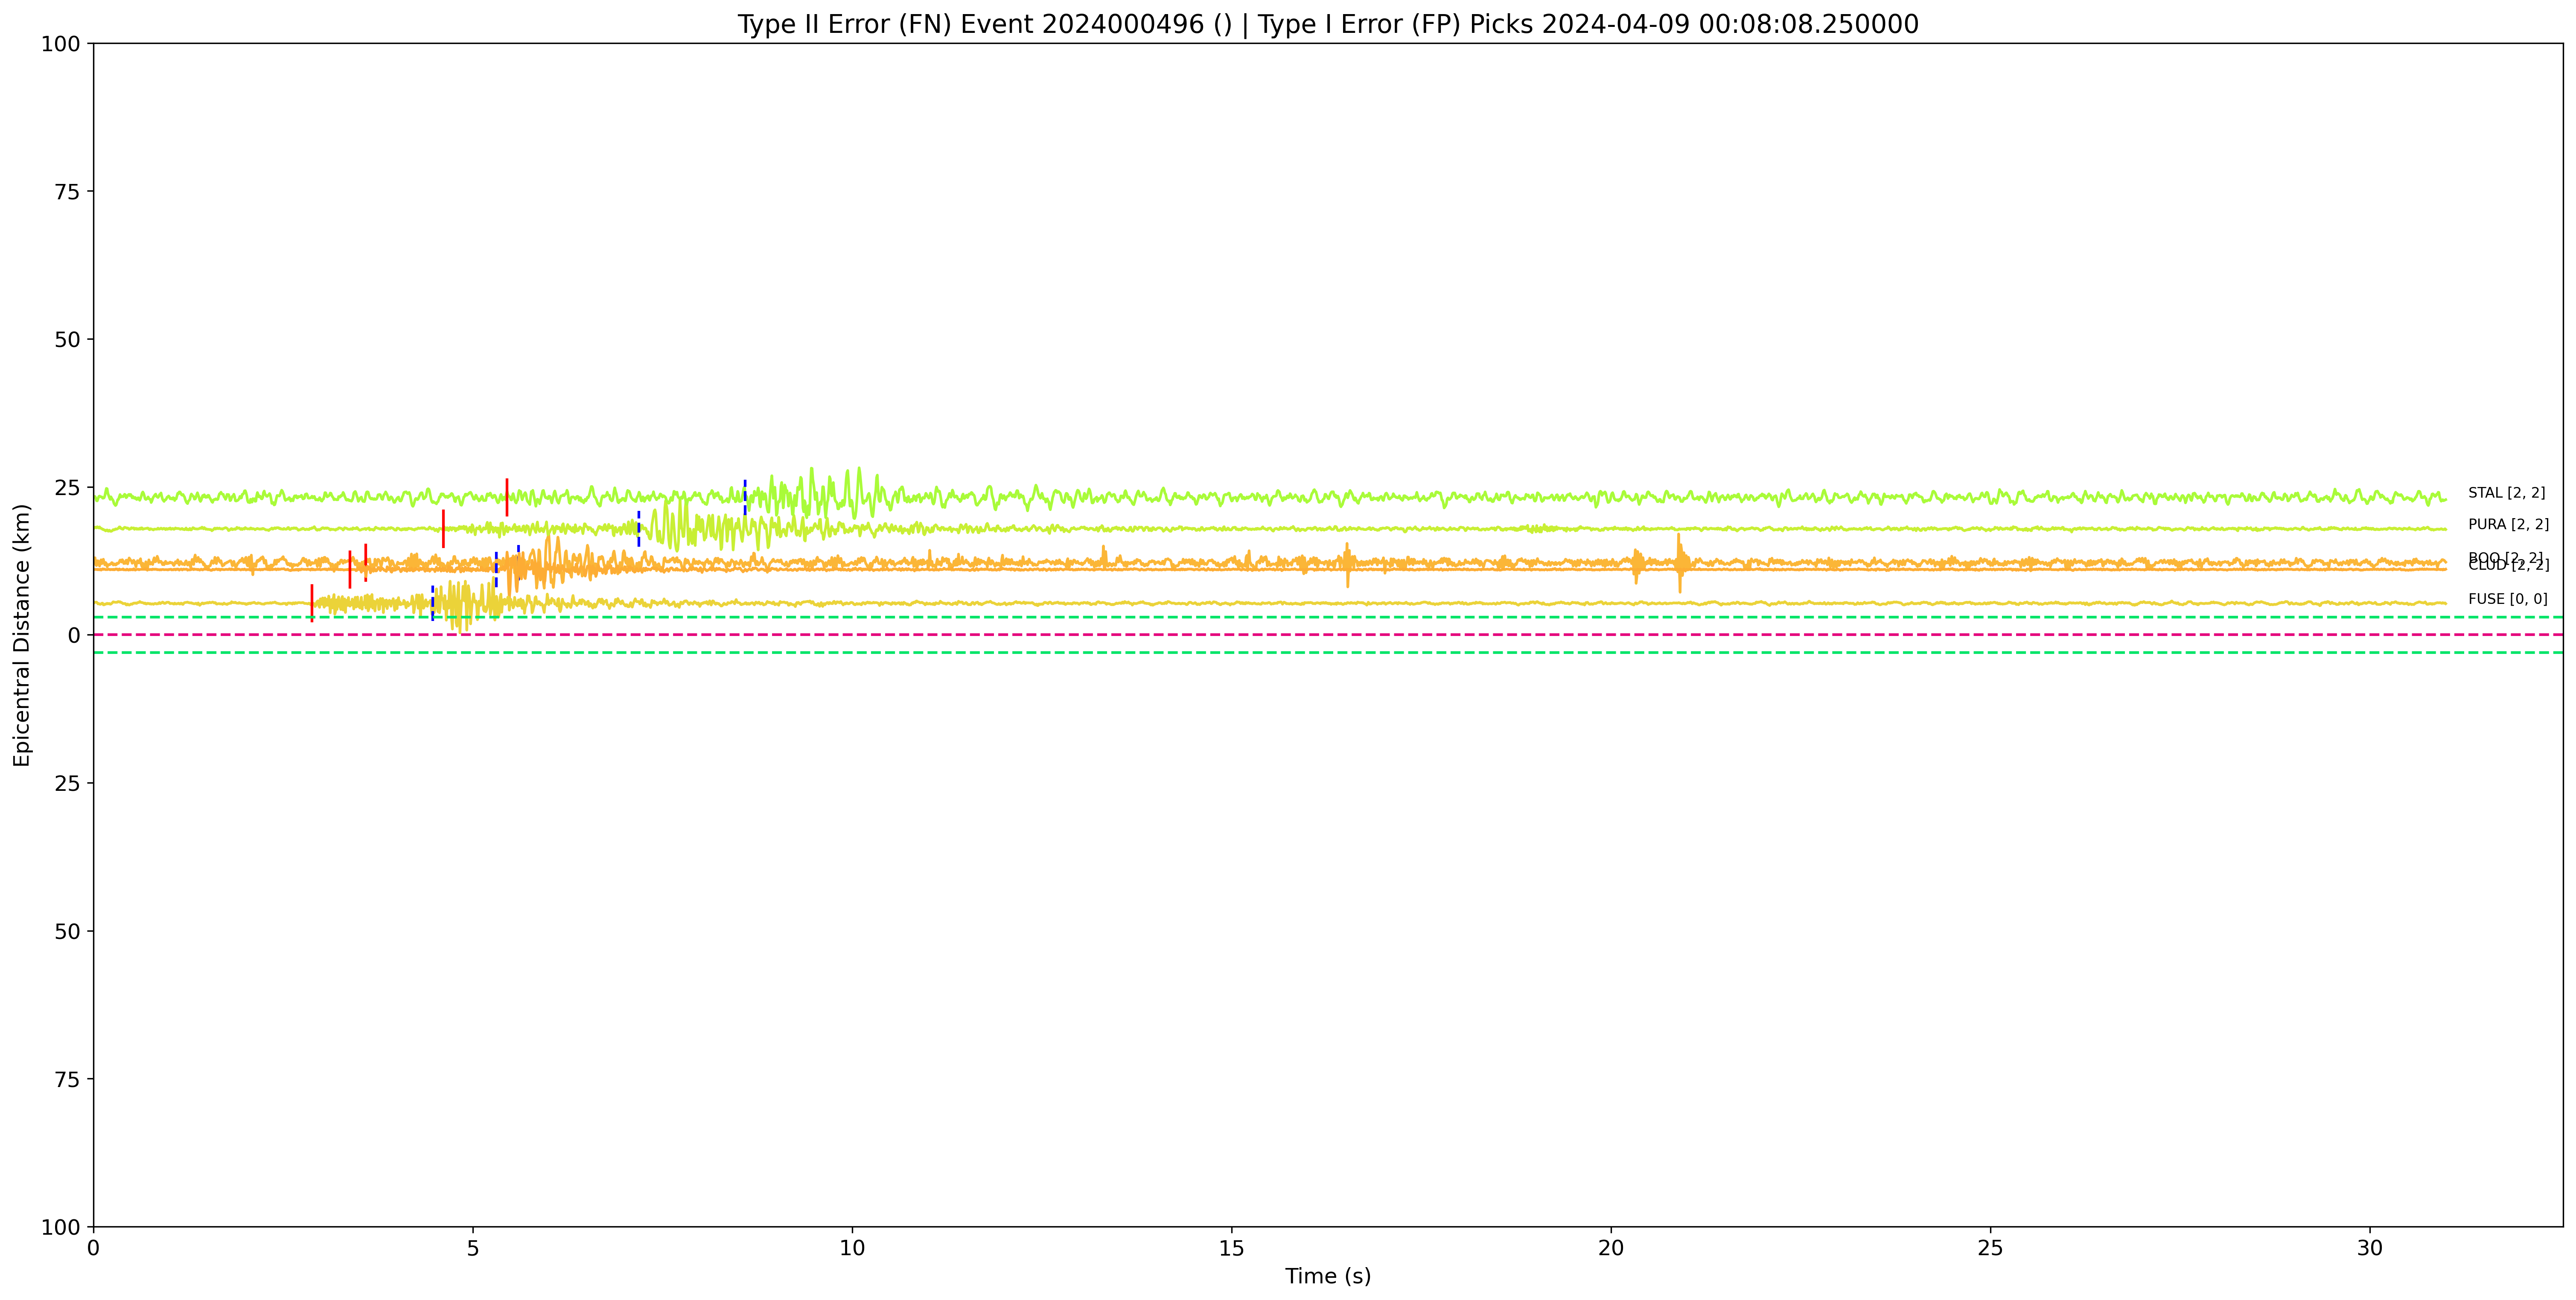 Type II Error (FN) Event 2024000496 () | Type I Error (FP) Picks 2024-04-09 00:08:08.250000
100
75
50
25
0
25
50
75
100
Epicentral Distance (km)
STAL [2, 2]
PURA [2, 2]
BOO [2, 2]
CLUD [2, 2]
FUSE [0, 0]
0
5
10
15
20
25
30
Time (s)